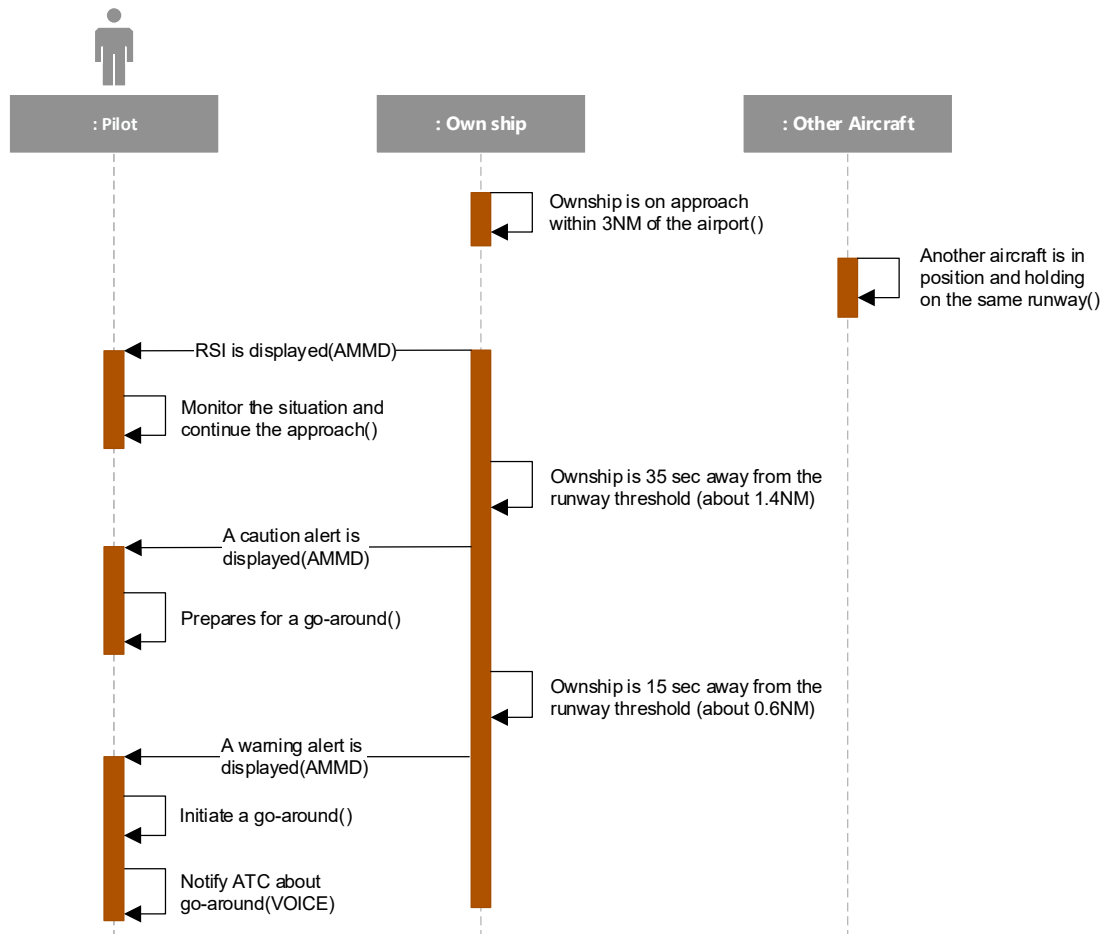 : Pilot
: Own ship
: Other Aircraft
Ownship is on approach
within 3NM of the airport()
Another aircraft is in
position and holding
on the same runway()
RSI is displayed(AMMD)
Monitor the situation and
continue the approach()
Ownship is 35 sec away from the
runway threshold (about 1.4NM)
A caution alert is
displayed(AMMD)
Prepares for a go-around()
Ownship is 15 sec away from the
runway threshold (about 0.6NM)
A warning alert is
displayed(AMMD)
Initiate a go-around()
Notify ATC about
go-around(VOICE)